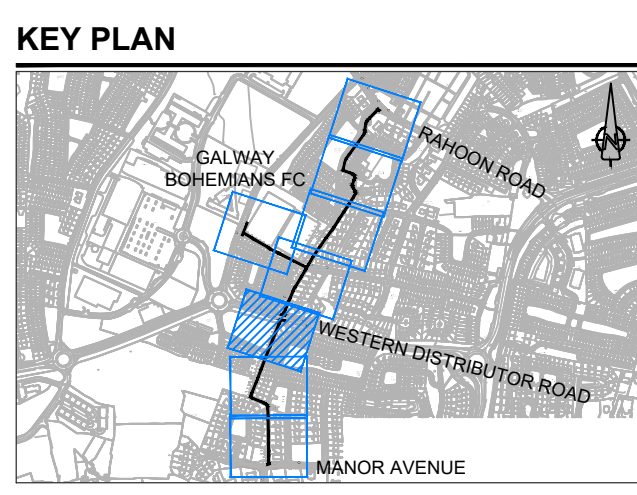 KEY PLAN
GALWAY
BOHEMIANS FC
RAHOON ROAD
N
WESTERN DISTRIBUTOR ROAD
MANOR AVENUE